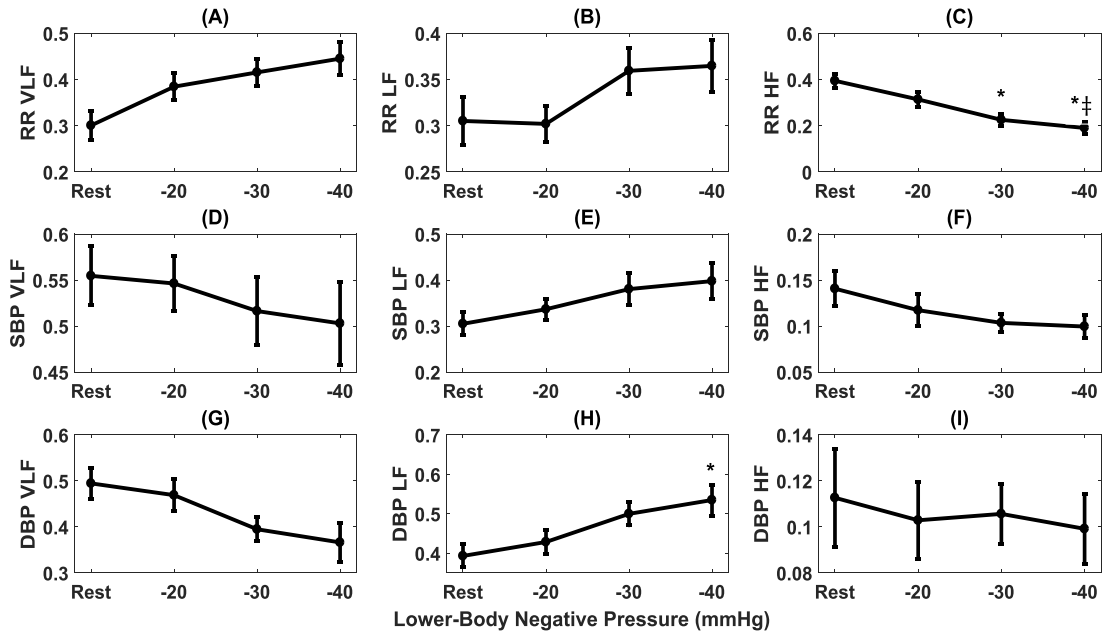 (A)
0.5
0.4
0.3
0.2
RR VLF
Rest -20 -30 -40
(B)
0.4
0.35
0.3
0.25
RR LF
Rest -20 -30 -40
(C)
0.6
0.4
0.2
0
RR HF
*
*‡
Rest -20 -30 -40
(D)
0.6
0.55
0.5
0.45
SBP VLF
Rest -20 -30 -40
(E)
0.5
0.4
0.3
0.2
SBP LF
Rest -20 -30 -40
(F)
0.2
0.15
0.1
0.05
SBP HF
Rest -20 -30 -40
(G)
0.6
0.5
0.4
0.3
DBP VLF
Rest -20 -30 -40
(H)
0.7
0.6
0.5
0.4
DBP LF
*
Rest -20 -30 -40
(I)
0.14
0.12
0.1
0.08
DBP HF
Rest -20 -30 -40
Lower-Body Negative Pressure (mmHg)